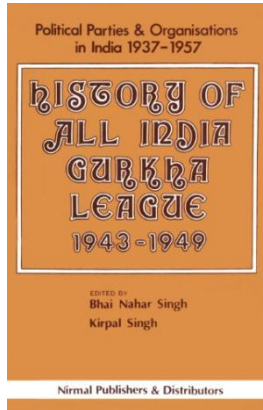 Political Parties & Organisations
in India 1937-1957
HISTORY OF
ALL INDIA
GURKHA
LEAGUE
1943-1949
EDITED BY
Bhai Nahar Singh
Kirpal Singh
Nirmal Publishers & Distributors